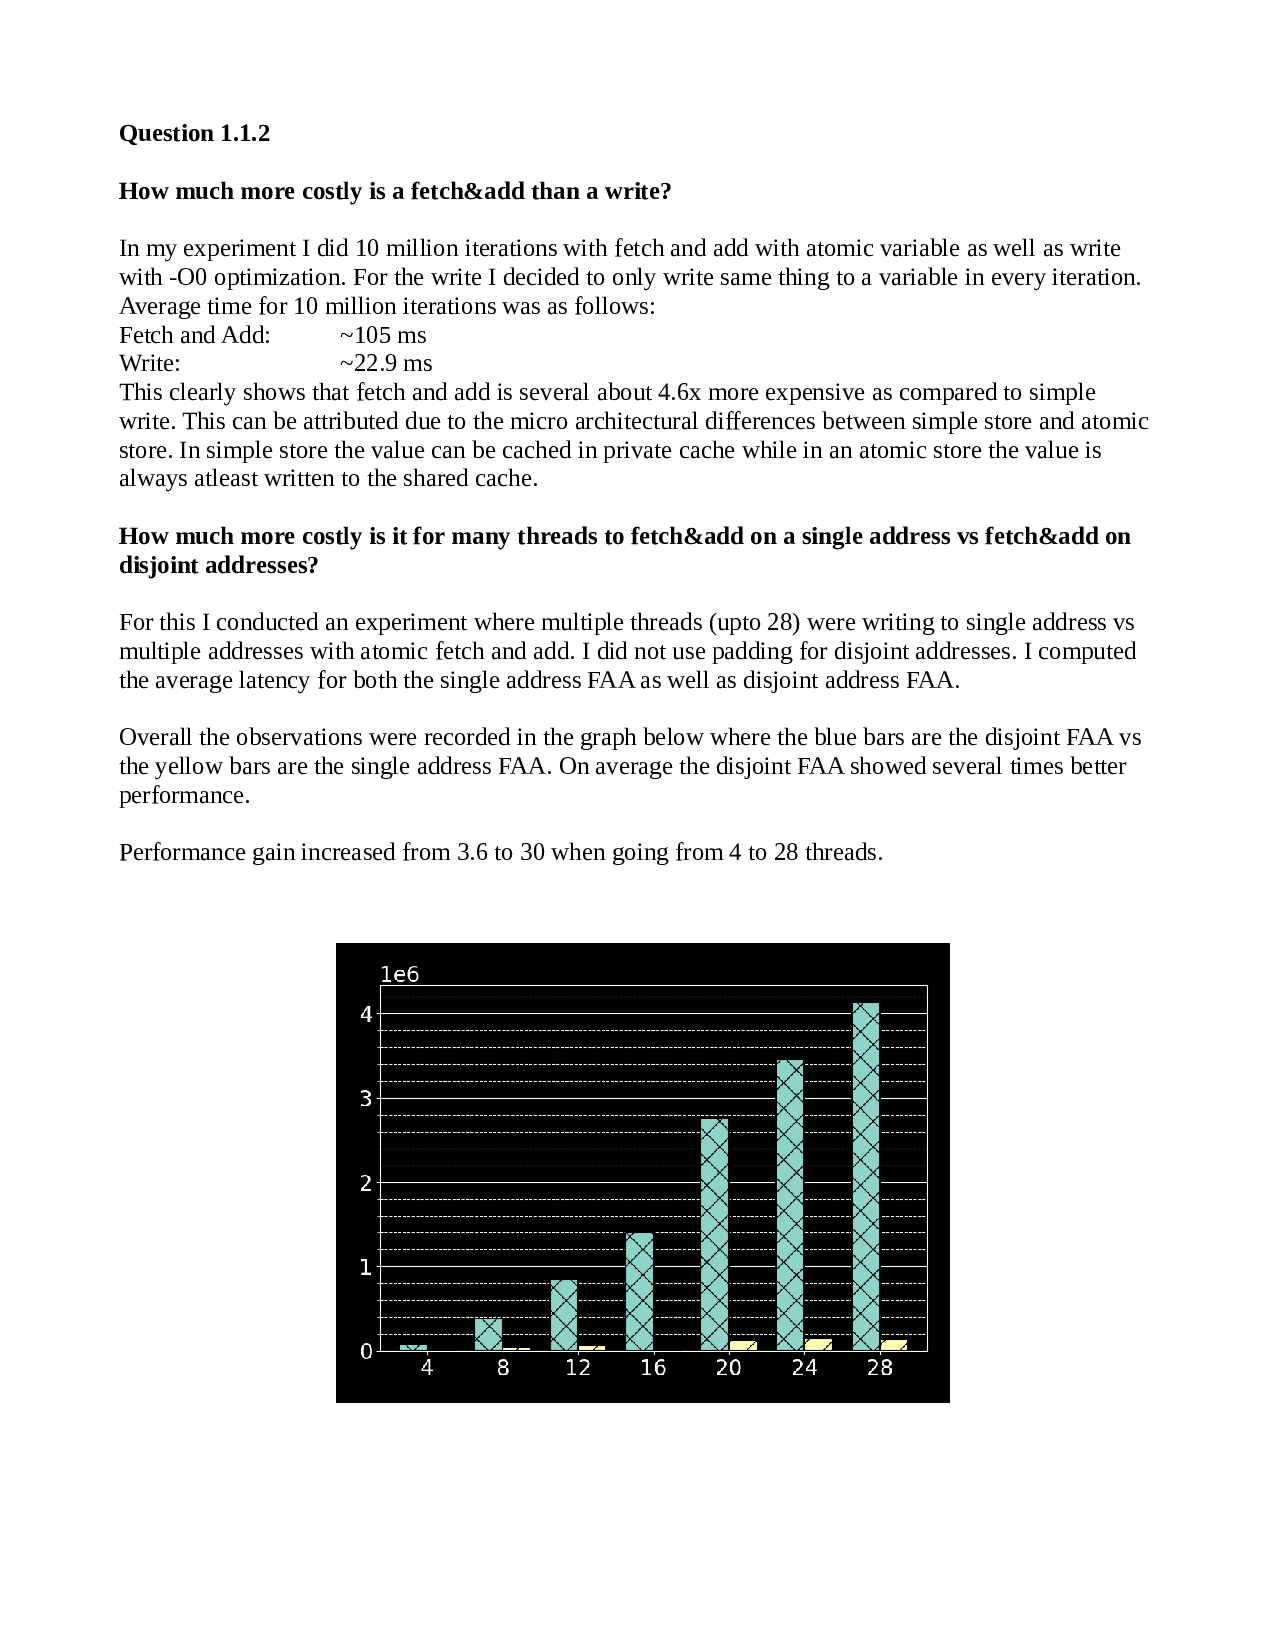 Question 1.1.2
How much more costly is a fetch&add than a write?
In my experiment I did 10 million iterations with fetch and add with atomic variable as well as write
with -O0 optimization. For the write I decided to only write same thing to a variable in every iteration.
Average time for 10 million iterations was as follows:
Fetch and Add: ~105 ms
Write: ~22.9 ms
This clearly shows that fetch and add is several about 4.6x more expensive as compared to simple
write. This can be attributed due to the micro architectural differences between simple store and atomic
store. In simple store the value can be cached in private cache while in an atomic store the value is
always atleast written to the shared cache.
How much more costly is it for many threads to fetch&add on a single address vs fetch&add on
disjoint addresses?
For this I conducted an experiment where multiple threads (upto 28) were writing to single address vs
multiple addresses with atomic fetch and add. I did not use padding for disjoint addresses. I computed
the average latency for both the single address FAA as well as disjoint address FAA.
Overall the observations were recorded in the graph below where the blue bars are the disjoint FAA vs
the yellow bars are the single address FAA. On average the disjoint FAA showed several times better
performance.
Performance gain increased from 3.6 to 30 when going from 4 to 28 threads.
1e6
4
3
2
1
0
4 8 12 16 20 24 28